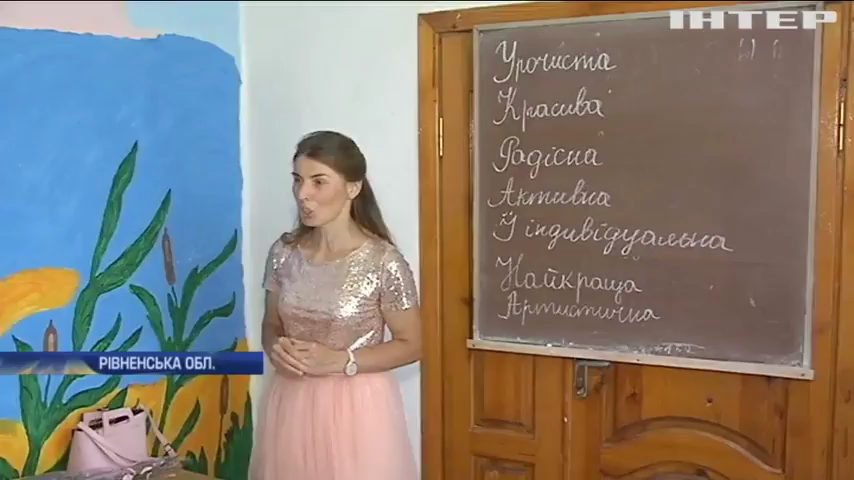 ІНТЕР
Урочиста
Красива
Радісна
Активна
Й індивідуальна
Найкраща
Артистична
РІВНЕНСЬКА ОБЛ.